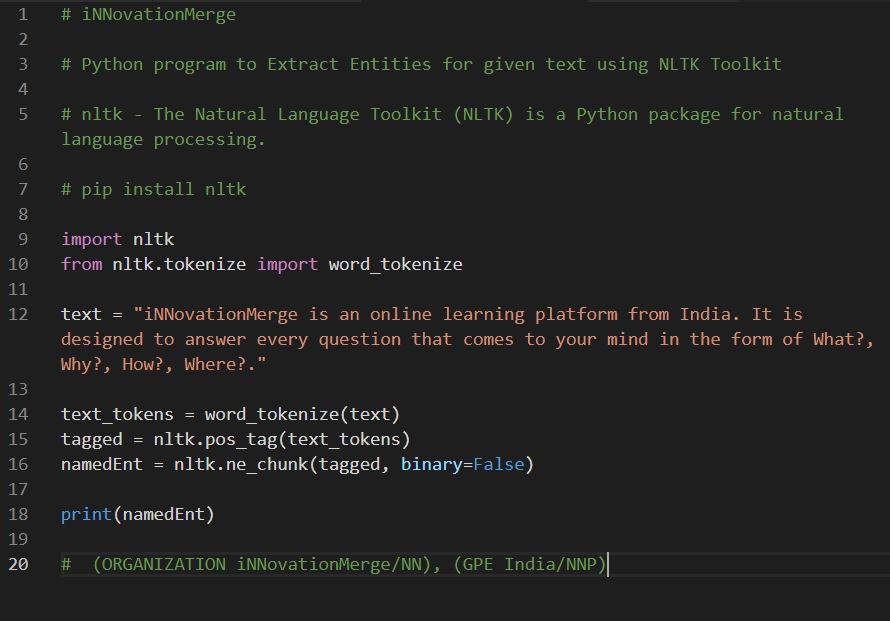 1 # iNNovationMerge
2
3 # Python program to Extract Entities for given text using NLTK Toolkit
4
5 # nltk - The Natural Language Toolkit (NLTK) is a Python package for natural
language processing.
6
7 # pip install nltk
8
9 import nltk
10 from nltk.tokenize import word_tokenize
11
12 text = "iNNovationMerge is an online learning platform from India. It is
designed to answer every question that comes to your mind in the form of What?,
Why?, How?, Where?."
13
14 text_tokens = word_tokenize(text)
15 tagged = nltk.pos_tag(text_tokens)
16 namedEnt = nltk.ne_chunk(tagged, binary=False)
17
18 print(namedEnt)
19
20 #  (ORGANIZATION iNNovationMerge/NN), (GPE India/NNP)